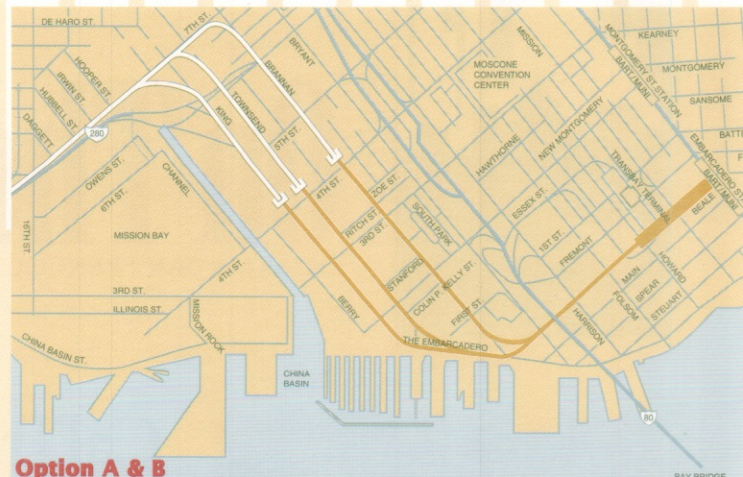 DE HARO ST.
7TH ST.
BRYANT
MISSION
KEARNEY
MONTGOMERY
SANSOME
MONTGOMERY ST. STATION
BART/MUNI
MOSCONE
CONVENTION
CENTER
HOOPER ST.
IRWIN ST.
HUBBELL ST.
DAGGETT
280
BRANNAN
TOWNSEND
KING
5TH ST.
4TH ST.
ZOE ST.
RITCH ST.
3RD ST.
SOUTH PARK
STANFORD
COLIN P. KELLY ST.
FIRST ST.
HAWTHORNE
NEW MONTGOMERY
ESSEX ST.
1ST ST.
FREMONT
TRANSBAY TERMINAL
EMBARCADERO ST.
BART/MUNI
BEALE
HOWARD
MAIN
SPEAR
FOLSOM
STEUART
HARRISON
OWENS ST.
6TH ST.
CHANNEL
16TH ST.
MISSION BAY
4TH ST.
3RD ST.
ILLINOIS ST.
MISSION ROCK
CHINA BASIN ST.
BERRY
THE EMBARCADERO
CHINA
BASIN
80
BAY BRIDGE
Option A & B